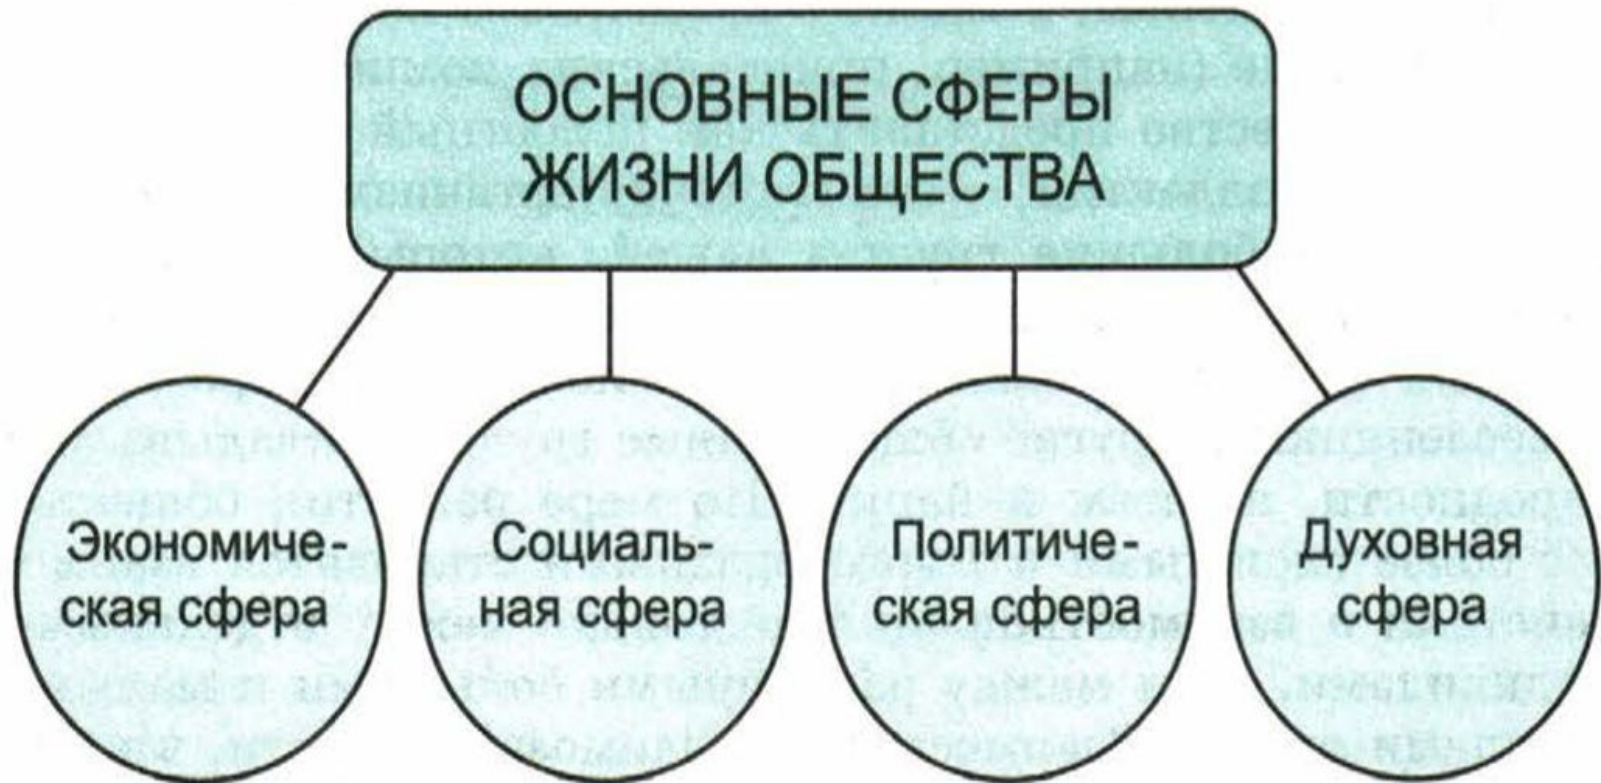 ОСНОВНЫЕ СФЕРЫ
ЖИЗНИ ОБЩЕСТВА
Экономиче-
ская сфера
Социаль-
ная сфера
Политиче-
ская сфера
Духовная
сфера